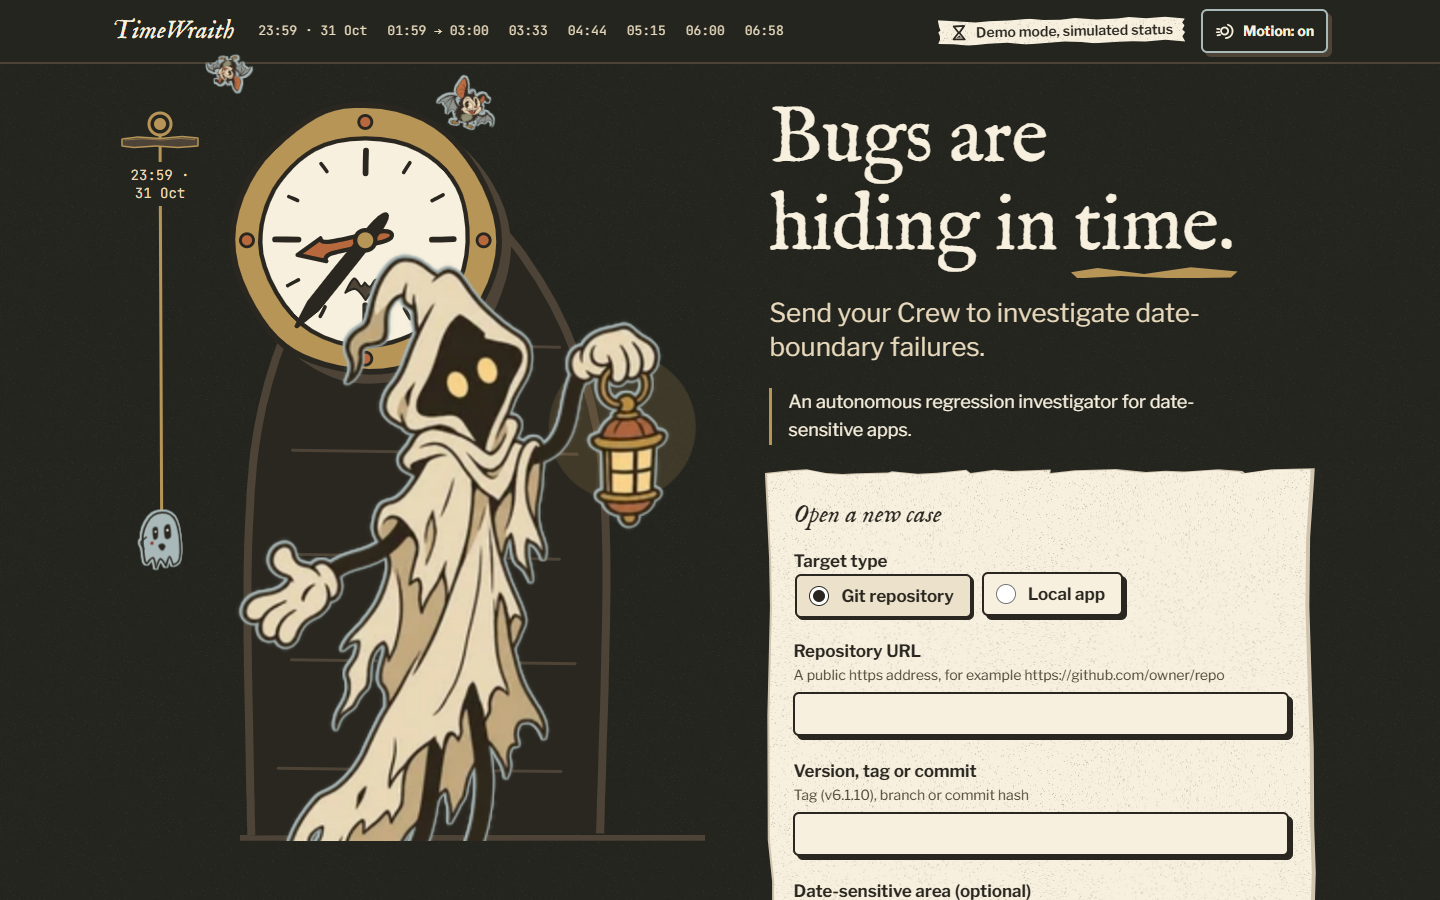 TimeWraith
23:59 · 31 Oct 01:59 → 03:00 03:33 04:44 05:15 06:00 06:58
Demo mode, simulated status
Motion: on
23:59 ·
31 Oct
Bugs are
hiding in time.
Send your Crew to investigate date-
boundary failures.
An autonomous regression investigator for date-
sensitive apps.
Open a new case
Target type
Git repository
Local app
Repository URL
A public https address, for example https://github.com/owner/repo
Version, tag or commit
Tag (v6.1.10), branch or commit hash
Date-sensitive area (optional)